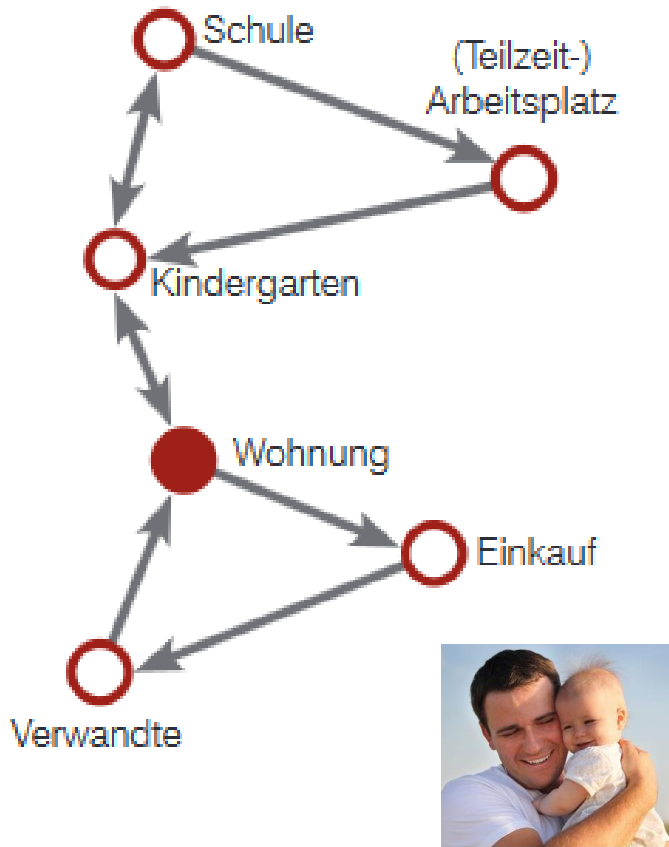 Schule
(Teilzeit-)
Arbeitsplatz
Kindergarten
Wohnung
Einkauf
Verwandte